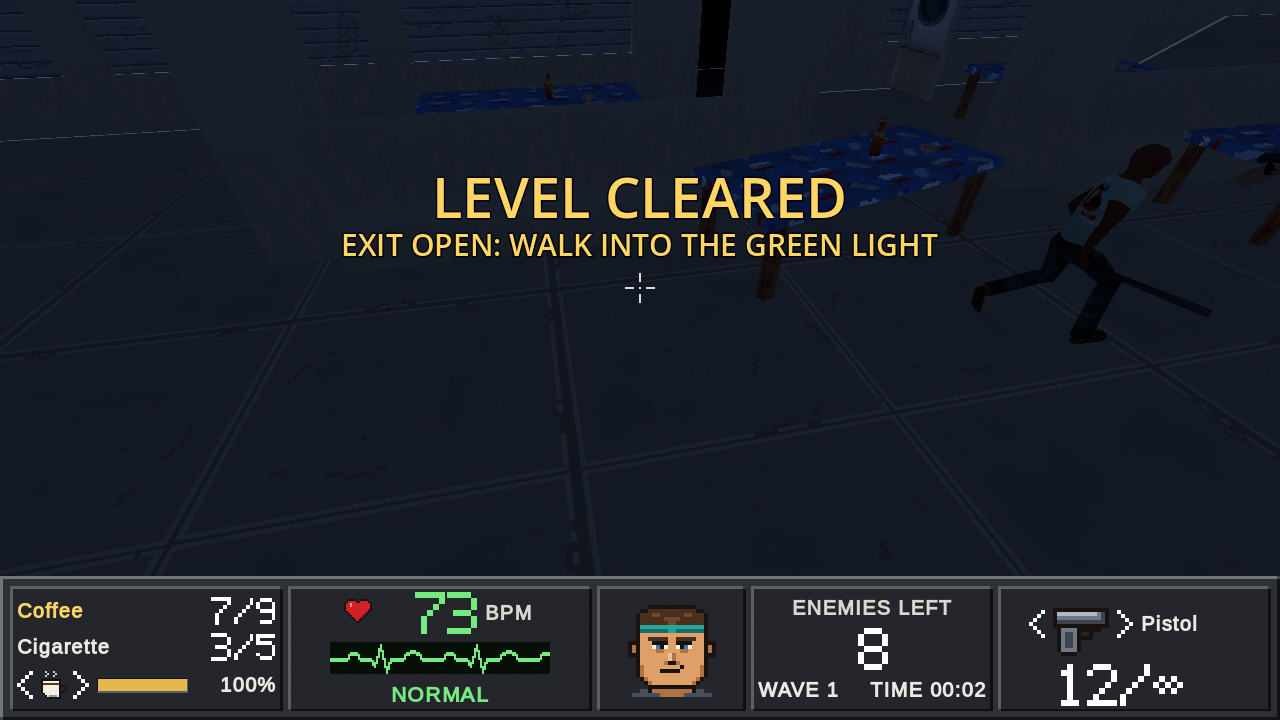 LEVEL CLEARED
EXIT OPEN: WALK INTO THE GREEN LIGHT
Coffee 7/9
Cigarette 3/5
100%
73 BPM
NORMAL
ENEMIES LEFT
8
WAVE 1 TIME 00:02
Pistol
12/∞